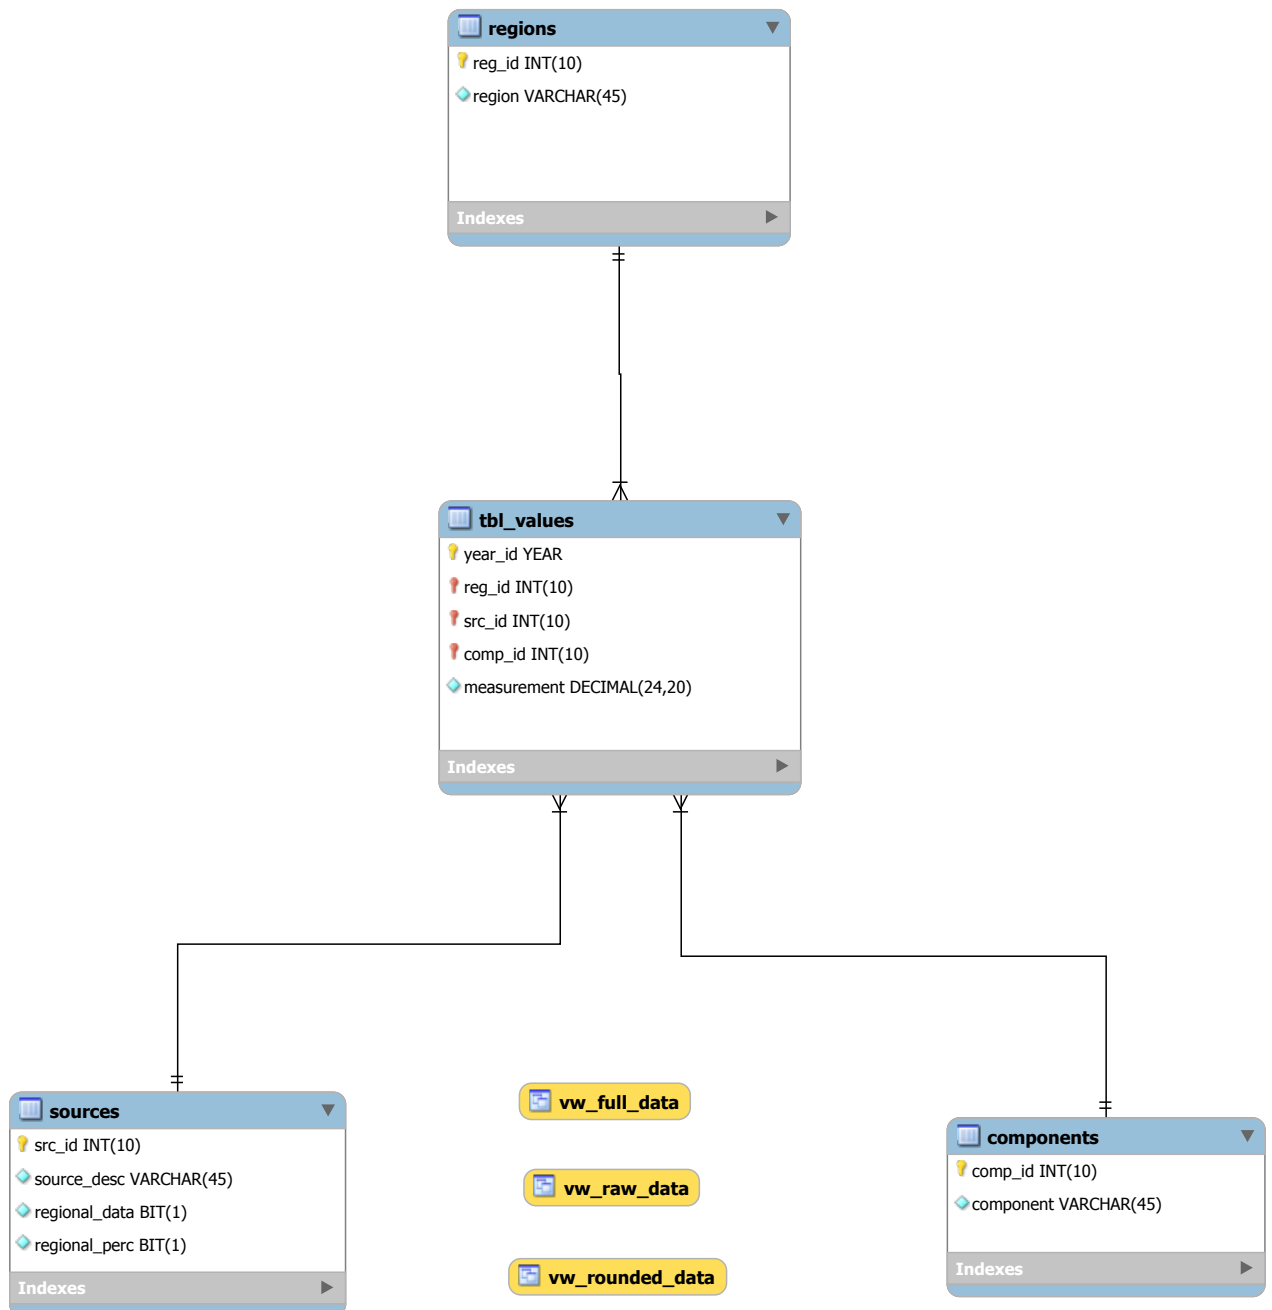 regions
reg_id INT(10)
region VARCHAR(45)
Indexes
tbl_values
year_id YEAR
reg_id INT(10)
src_id INT(10)
comp_id INT(10)
measurement DECIMAL(24,20)
Indexes
sources
src_id INT(10)
source_desc VARCHAR(45)
regional_data BIT(1)
regional_perc BIT(1)
Indexes
vw_full_data
vw_raw_data
vw_rounded_data
components
comp_id INT(10)
component VARCHAR(45)
Indexes